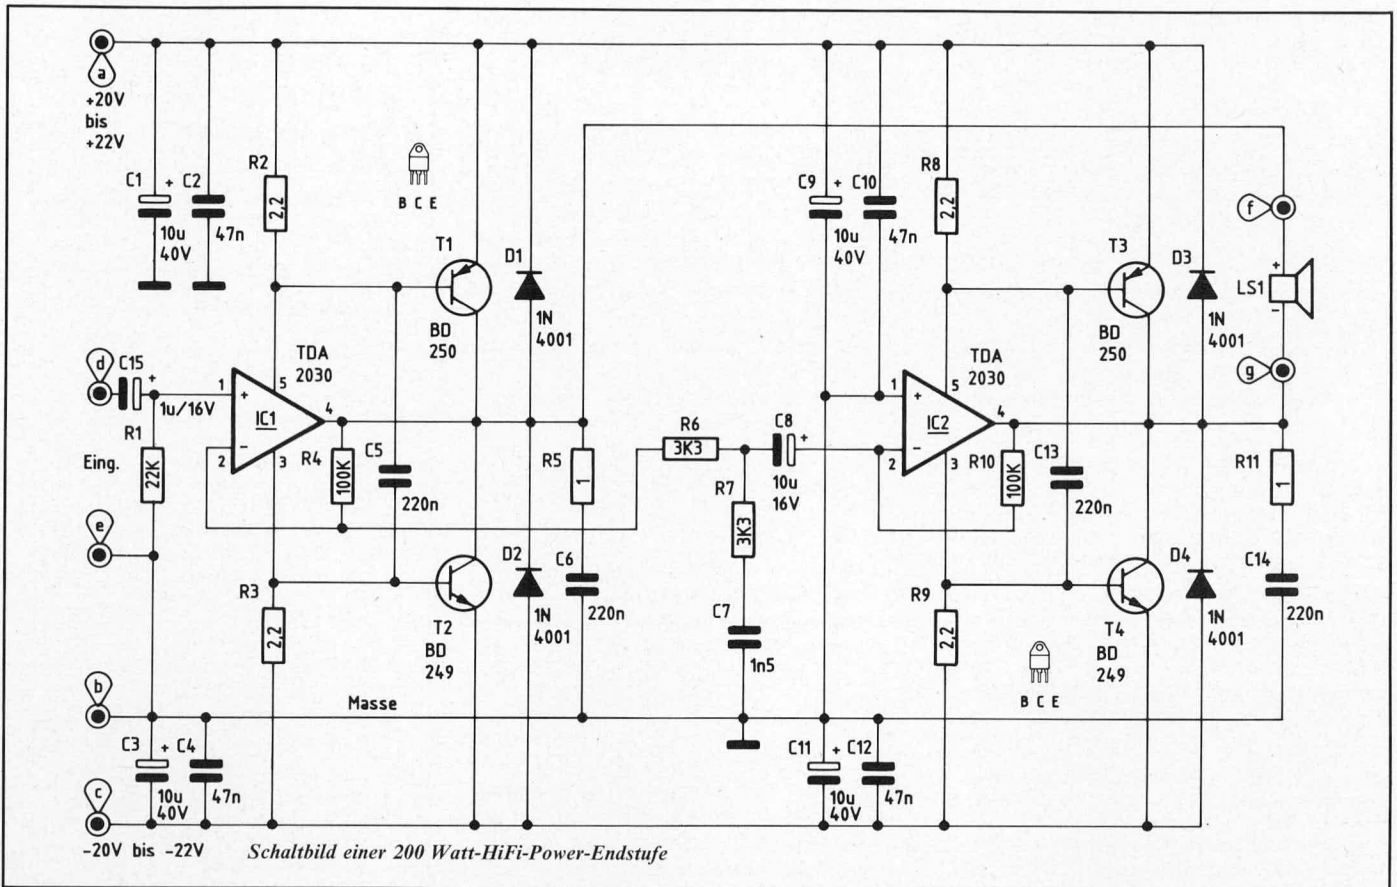 a
+20V
bis
+22V
C1
+
10u
40V
C2
47n
R2
2,2
B C E
T1
BD
250
D1
1N
4001
C9
+
10u
40V
C10
47n
R8
2,2
T3
BD
250
D3
1N
4001
f
LS1
+
-
g
d
C15
+
1u/16V
R1
22K
Eing.
e
TDA
2030
1
+
5
IC1
4
-
2
3
R4
100K
C5
220n
R5
1
R6
3K3
R7
3K3
C8
+
10u
16V
TDA
2030
1
+
5
IC2
4
-
2
3
R10
100K
C13
220n
R11
1
R3
2,2
T2
BD
249
D2
1N
4001
C6
220n
C7
1n5
R9
2,2
B C E
T4
BD
249
D4
1N
4001
C14
220n
b
Masse
C3
+
10u
40V
C4
47n
C11
+
10u
40V
C12
47n
c
-20V bis -22V
Schaltbild einer 200 Watt-HiFi-Power-Endstufe